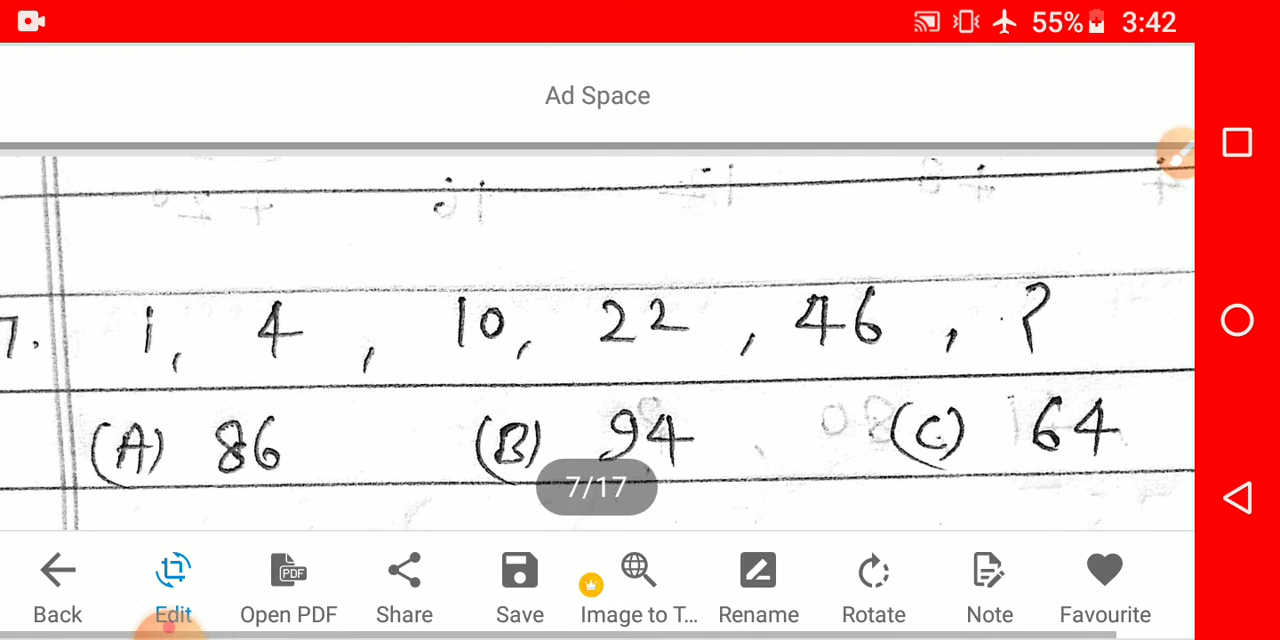 55% 3:42
Ad Space
7. 1, 4, 10, 22, 46, ?
(A) 86 (B) 94 (C) 64
7/17
Back Edit Open PDF Share Save Image to T... Rename Rotate Note Favourite